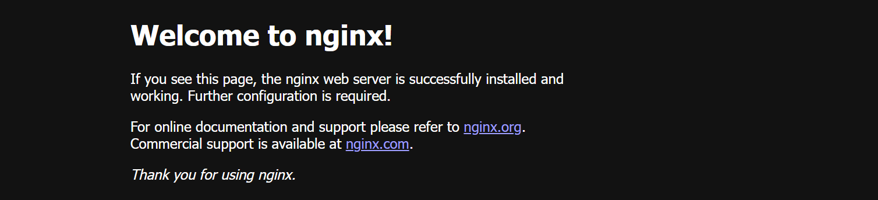 Welcome to nginx!
If you see this page, the nginx web server is successfully installed and
working. Further configuration is required.
For online documentation and support please refer to nginx.org.
Commercial support is available at nginx.com.
Thank you for using nginx.